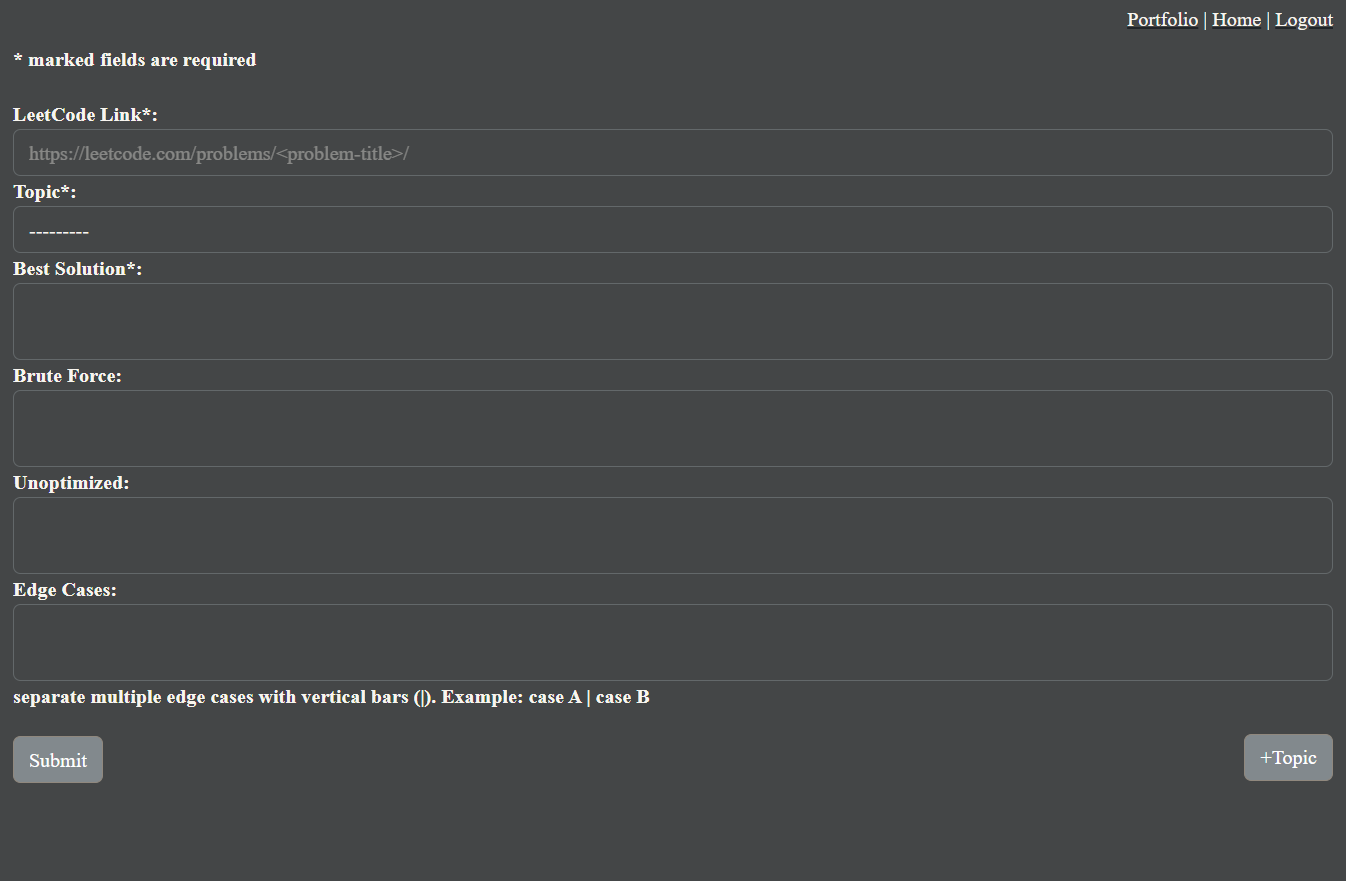 Portfolio | Home | Logout
* marked fields are required
LeetCode Link*:
https://leetcode.com/problems/<problem-title>/
Topic*:
---------
Best Solution*:
Brute Force:
Unoptimized:
Edge Cases:
separate multiple edge cases with vertical bars (|). Example: case A | case B
Submit
+Topic